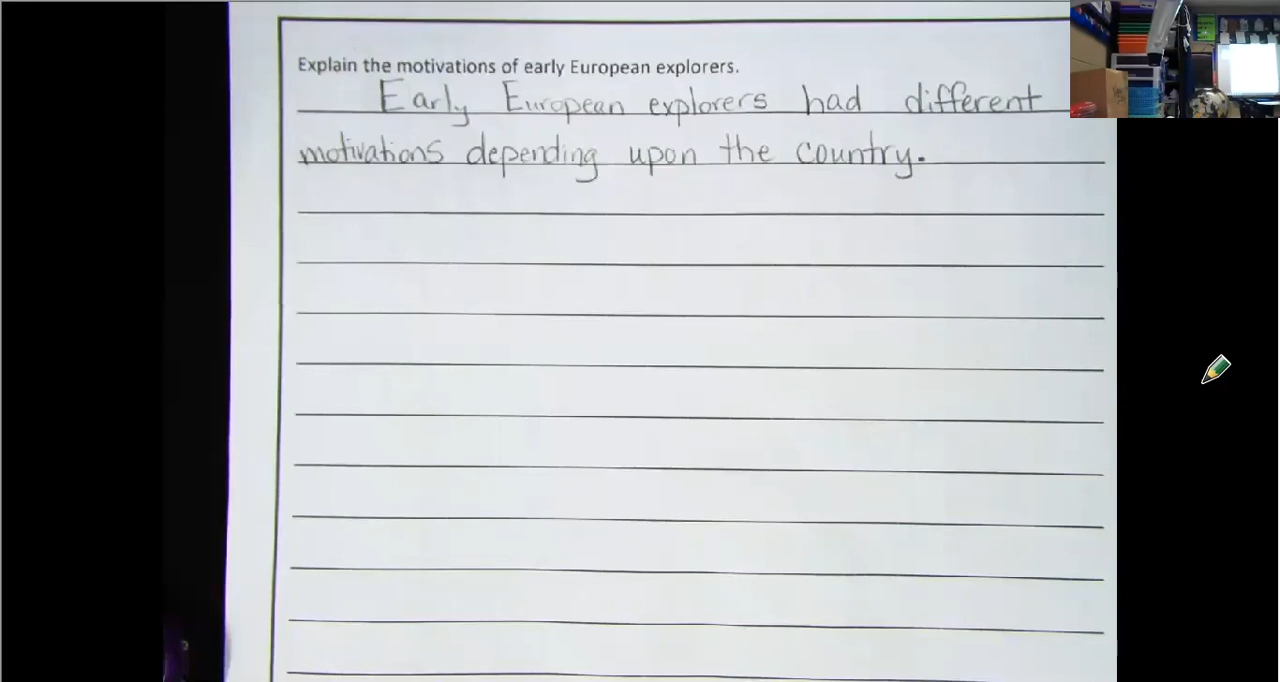 Explain the motivations of early European explorers.
Early European explorers had different
motivations depending upon the country.